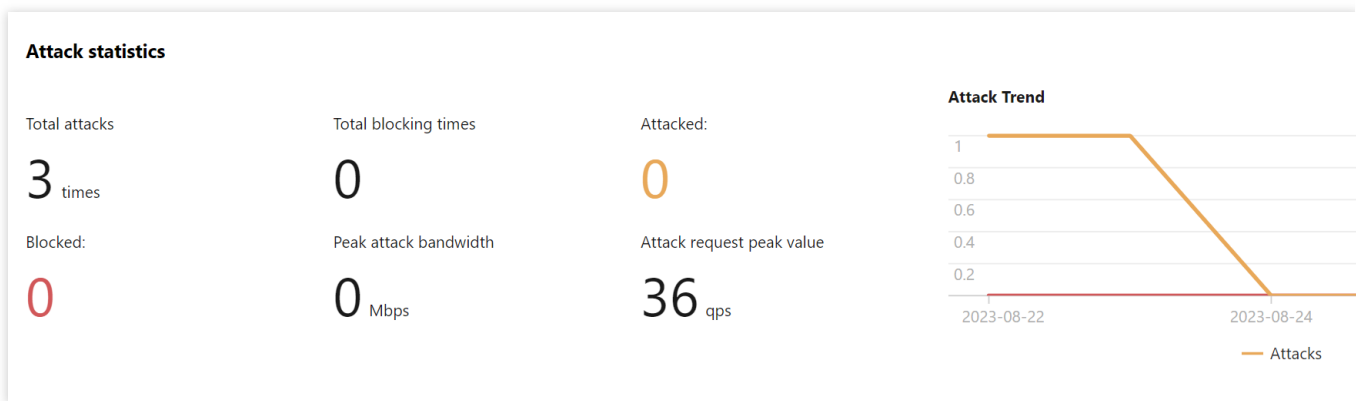 Attack statistics
Total attacks
3 times
Total blocking times
0
Attacked:
0
Blocked:
0
Peak attack bandwidth
0 Mbps
Attack request peak value
36 qps
Attack Trend
1
0.8
0.6
0.4
0.2
2023-08-22
2023-08-24
Attacks